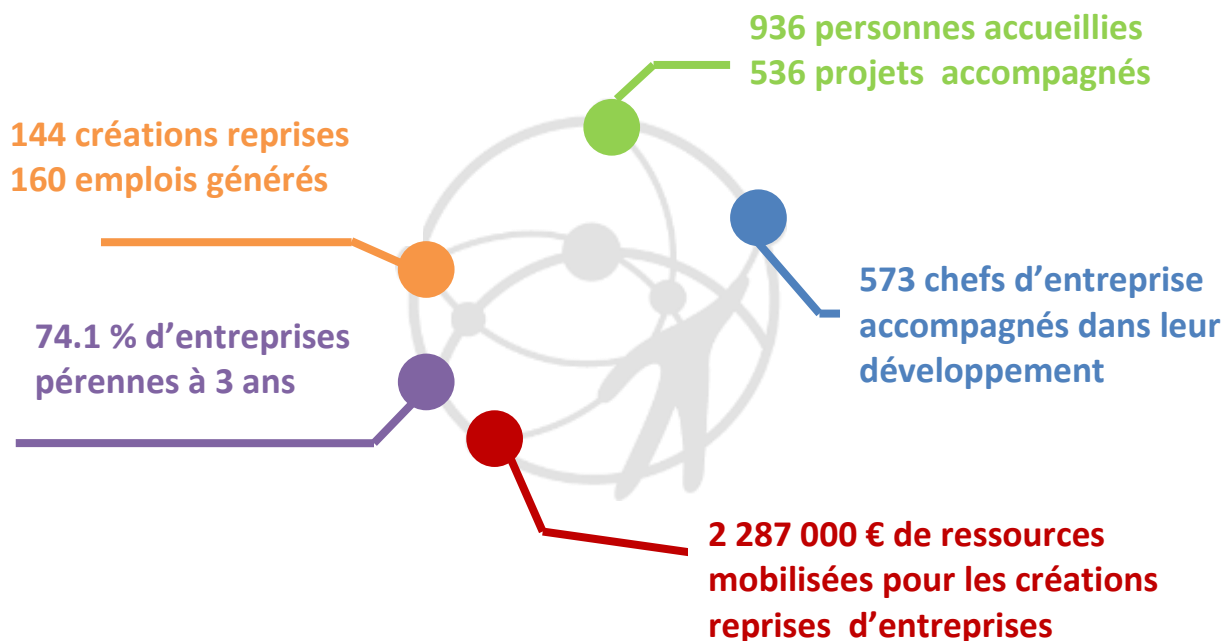 936 personnes accueillies
536 projets  accompagnés
144 créations reprises
160 emplois générés
573 chefs d’entreprise
accompagnés dans leur
développement
74.1 % d’entreprises
pérennes à 3 ans
2 287 000 € de ressources
mobilisées pour les créations
reprises  d’entreprises